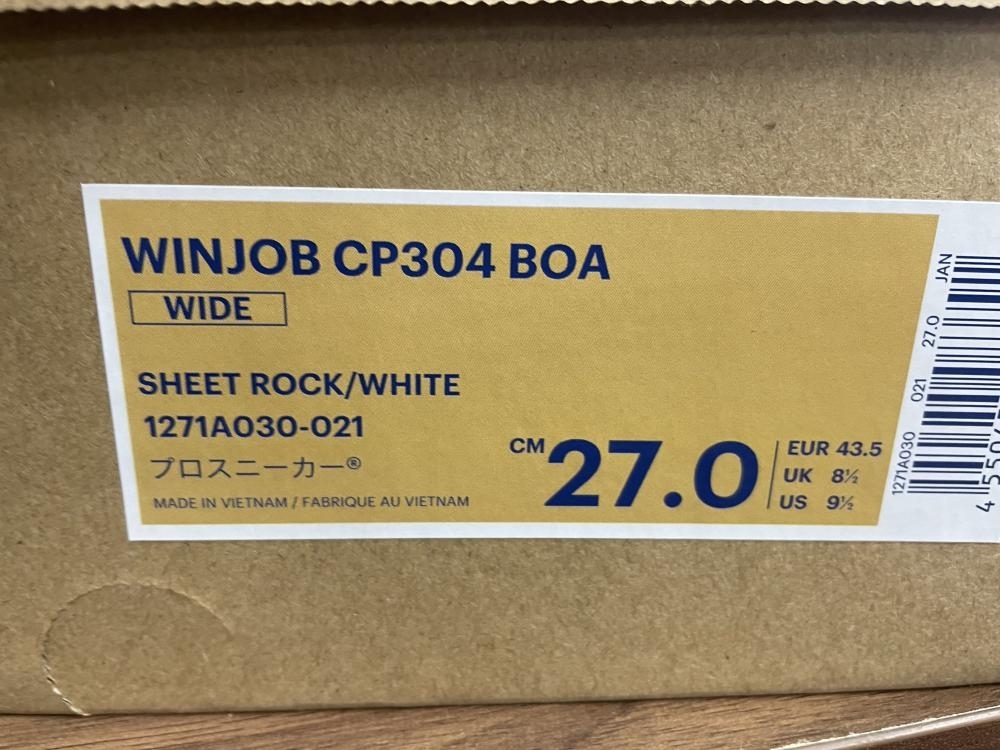 WINJOB CP304 BOA
WIDE
SHEET ROCK/WHITE
1271A030-021
プロスニーカー®
MADE IN VIETNAM / FABRIQUE AU VIETNAM
CM 27.0
EUR 43.5
UK 8½
US 9½
1271A030 021 27.0 JAN